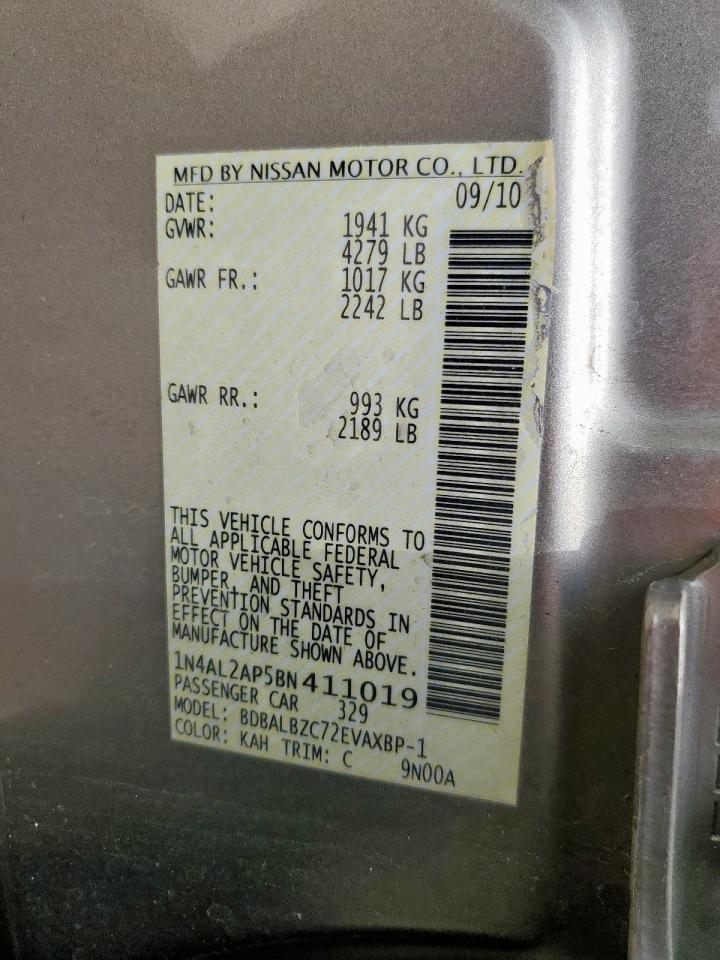 MFD BY NISSAN MOTOR CO., LTD.
DATE: 09/10
GVWR: 1941 KG
4279 LB
GAWR FR.: 1017 KG
2242 LB
GAWR RR.: 993 KG
2189 LB
THIS VEHICLE CONFORMS TO
ALL APPLICABLE FEDERAL
MOTOR VEHICLE SAFETY,
BUMPER, AND THEFT
PREVENTION STANDARDS IN
EFFECT ON THE DATE OF
MANUFACTURE SHOWN ABOVE.
1N4AL2AP5BN411019
PASSENGER CAR 329
MODEL: BDBALBZC72EVAXBP-1
COLOR: KAH TRIM: C 9N00A